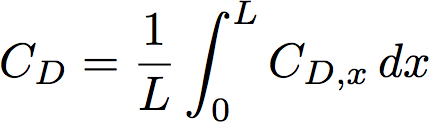 C_D = \frac{1}{L} \int_0^L C_{D,x} \, dx